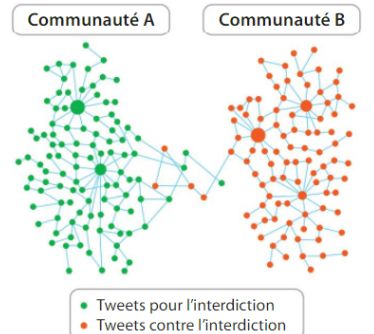 Communauté A
Communauté B
Tweets pour l'interdiction
Tweets contre l'interdiction